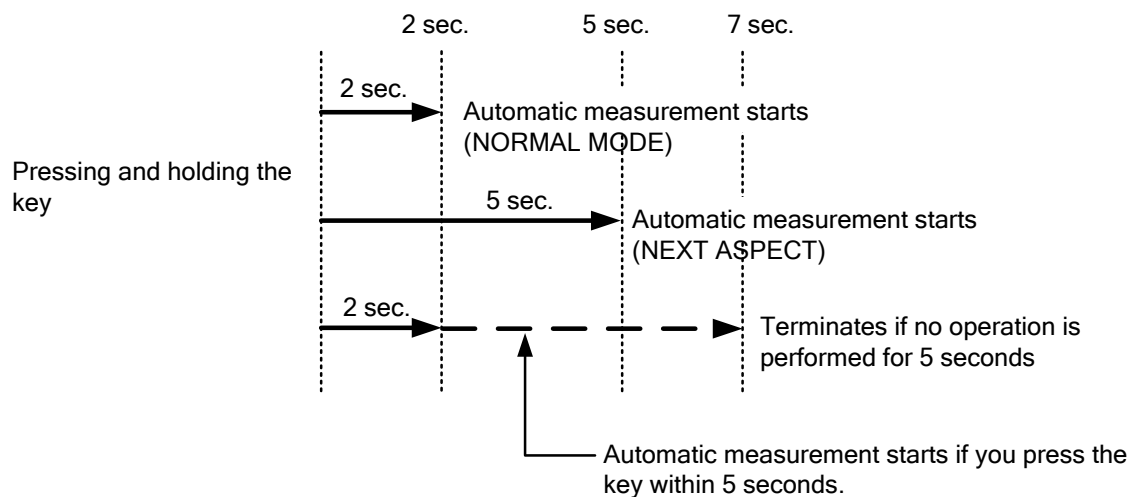 2 sec. 5 sec. 7 sec.
2 sec.
Automatic measurement starts
(NORMAL MODE)
Pressing and holding the
key
5 sec.
Automatic measurement starts
(NEXT ASPECT)
2 sec.
Terminates if no operation is
performed for 5 seconds
Automatic measurement starts if you press the
key within 5 seconds.